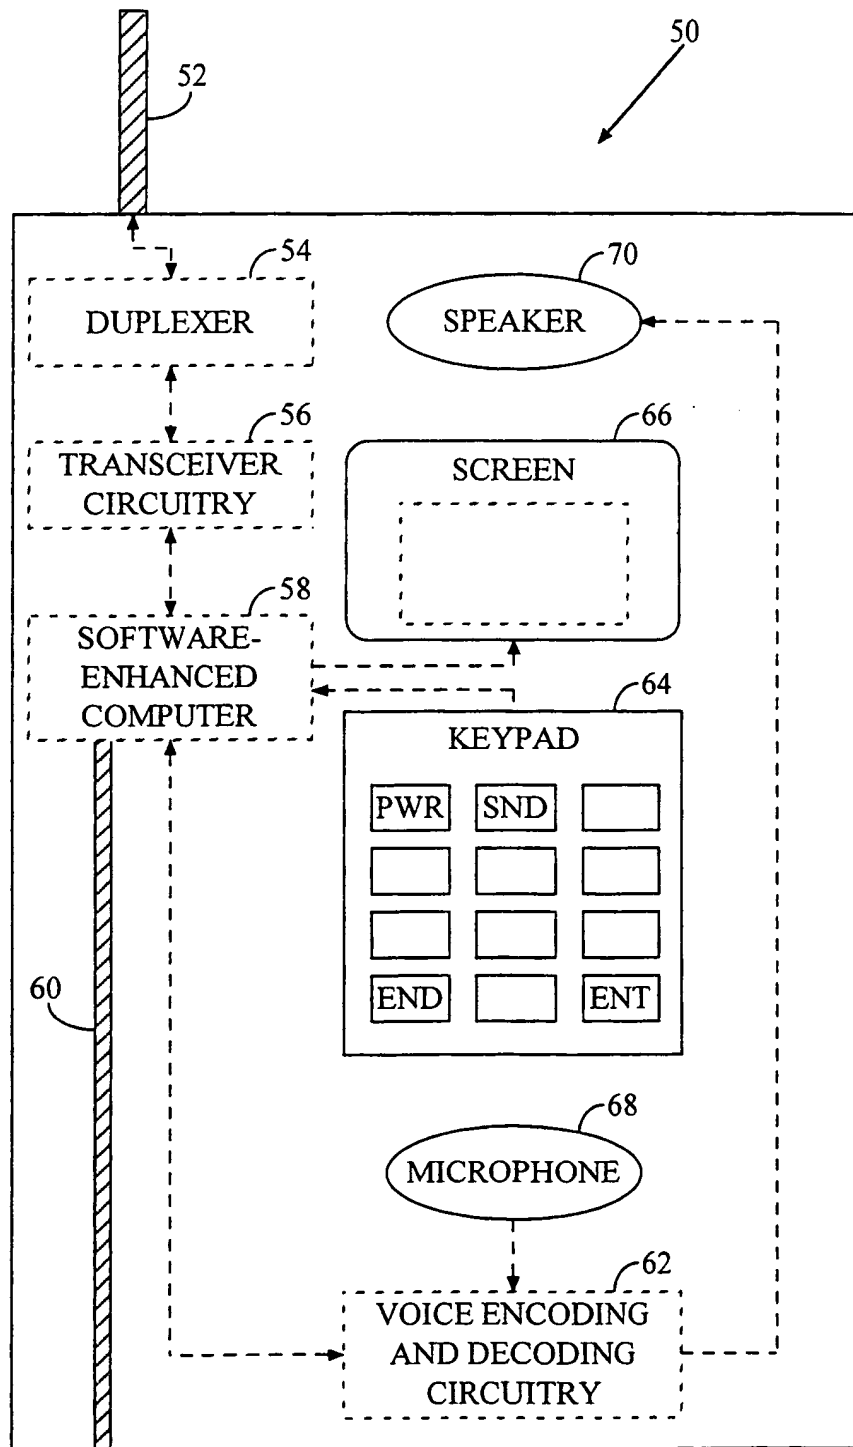 50
52
54
DUPLEXER
70
SPEAKER
56
TRANSCEIVER
CIRCUITRY
66
SCREEN
58
SOFTWARE-
ENHANCED
COMPUTER
64
KEYPAD
PWR SND
END ENT
60
68
MICROPHONE
62
VOICE ENCODING
AND DECODING
CIRCUITRY